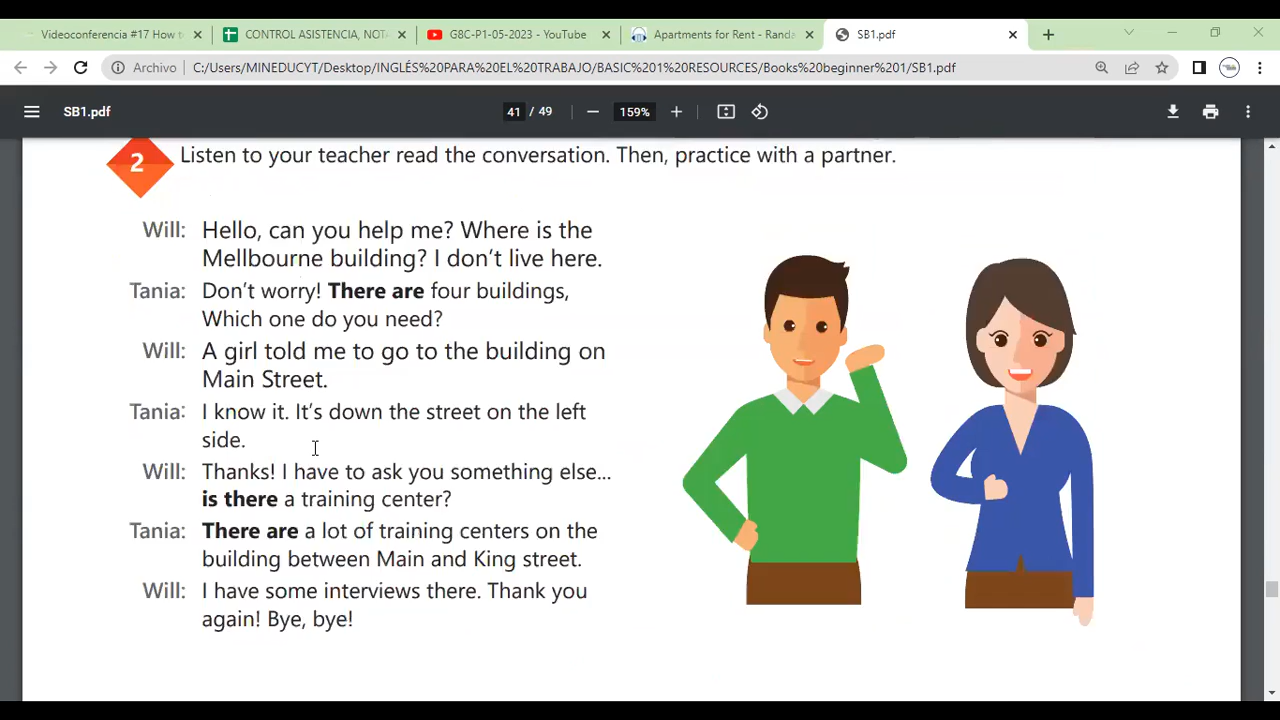 Videoconferencia #17 How t
CONTROL ASISTENCIA, NOTA
G8C-P1-05-2023 - YouTube
Apartments for Rent - Randa
SB1.pdf
Archivo
C:/Users/MINEDUCYT/Desktop/INGLÉS%20PARA%20EL%20TRABAJO/BASIC%201%20RESOURCES/Books%20beginner%201/SB1.pdf
SB1.pdf
41 / 49
159%
2
Listen to your teacher read the conversation. Then, practice with a partner.
Will: Hello, can you help me? Where is the
Mellbourne building? I don't live here.
Tania: Don't worry! There are four buildings,
Which one do you need?
Will: A girl told me to go to the building on
Main Street.
Tania: I know it. It's down the street on the left
side.
Will: Thanks! I have to ask you something else...
is there a training center?
Tania: There are a lot of training centers on the
building between Main and King street.
Will: I have some interviews there. Thank you
again! Bye, bye!